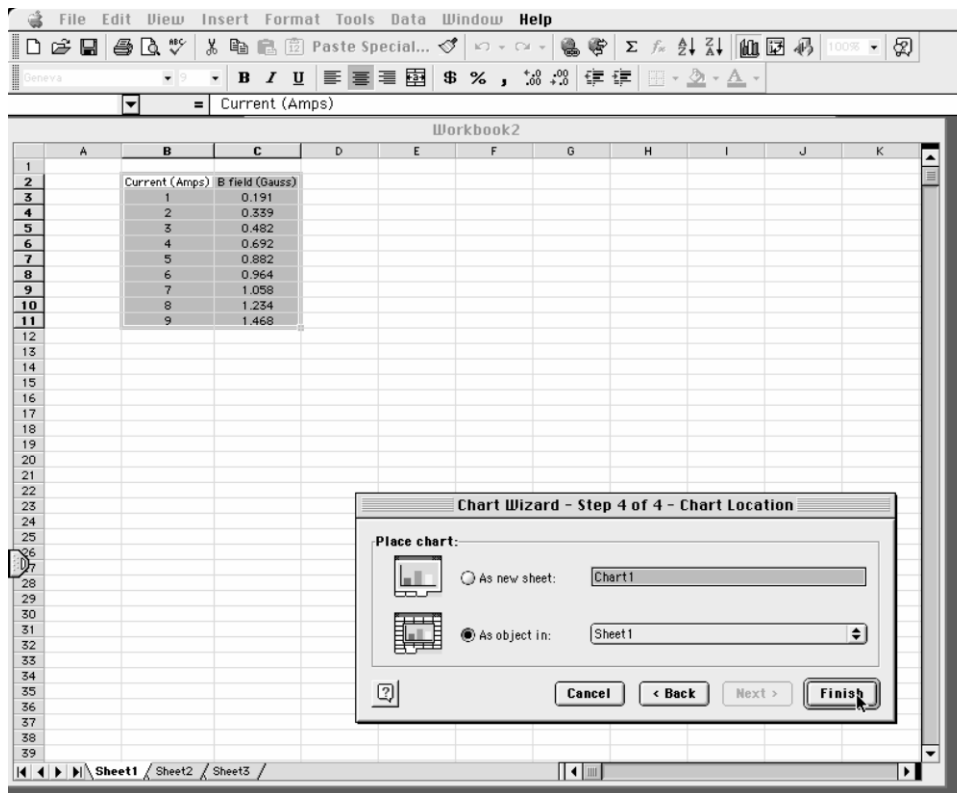 File Edit View Insert Format Tools Data Window Help
Paste Special... 100%
Geneva 9 B I U $ % ,
= Current (Amps)
Workbook2
A B C D E F G H I J K
1
2 Current (Amps) B field (Gauss)
3 1 0.191
4 2 0.339
5 3 0.482
6 4 0.692
7 5 0.882
8 6 0.964
9 7 1.058
10 8 1.234
11 9 1.468
12
13
14
15
16
17
18
19
20
21
22
23
24
25
26
27
28
29
30
31
32
33
34
35
36
37
38
39
Chart Wizard - Step 4 of 4 - Chart Location
Place chart:
As new sheet: Chart1
As object in: Sheet1
? Cancel < Back Next > Finish
Sheet1 Sheet2 Sheet3